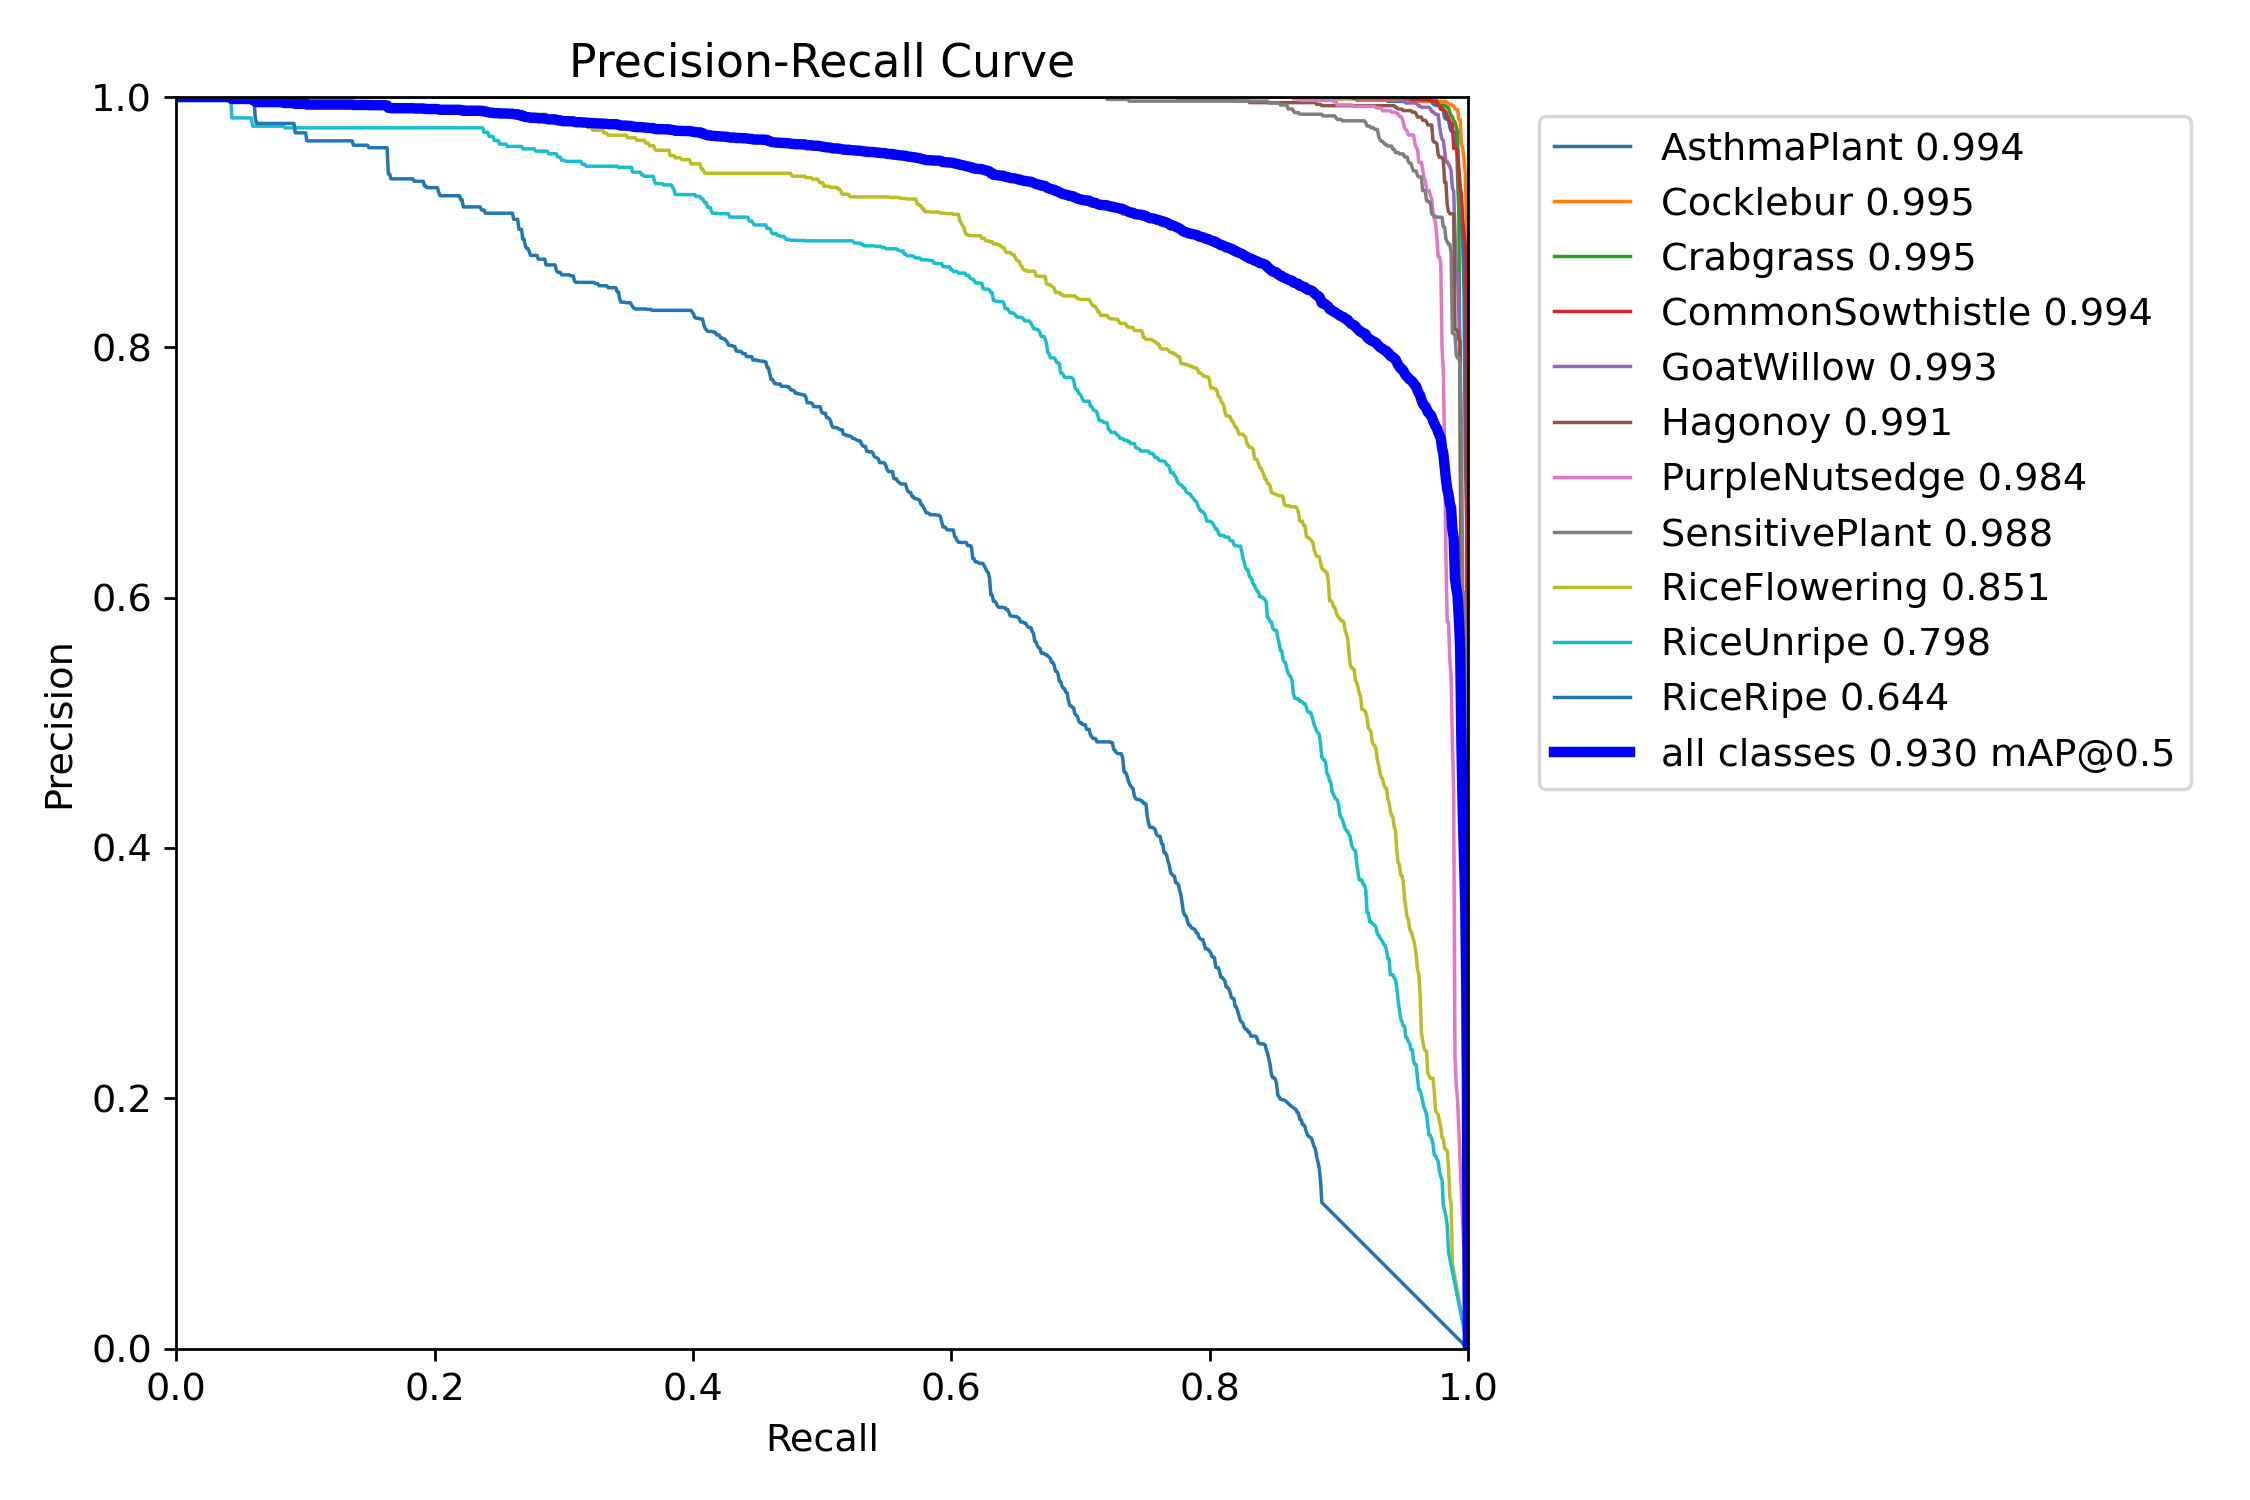 Precision-Recall Curve
1.0
0.8
0.6
0.4
0.2
0.0
Precision
0.0 0.2 0.4 0.6 0.8 1.0
Recall
AsthmaPlant 0.994
Cocklebur 0.995
Crabgrass 0.995
CommonSowthistle 0.994
GoatWillow 0.993
Hagonoy 0.991
PurpleNutsedge 0.984
SensitivePlant 0.988
RiceFlowering 0.851
RiceUnripe 0.798
RiceRipe 0.644
all classes 0.930 mAP@0.5